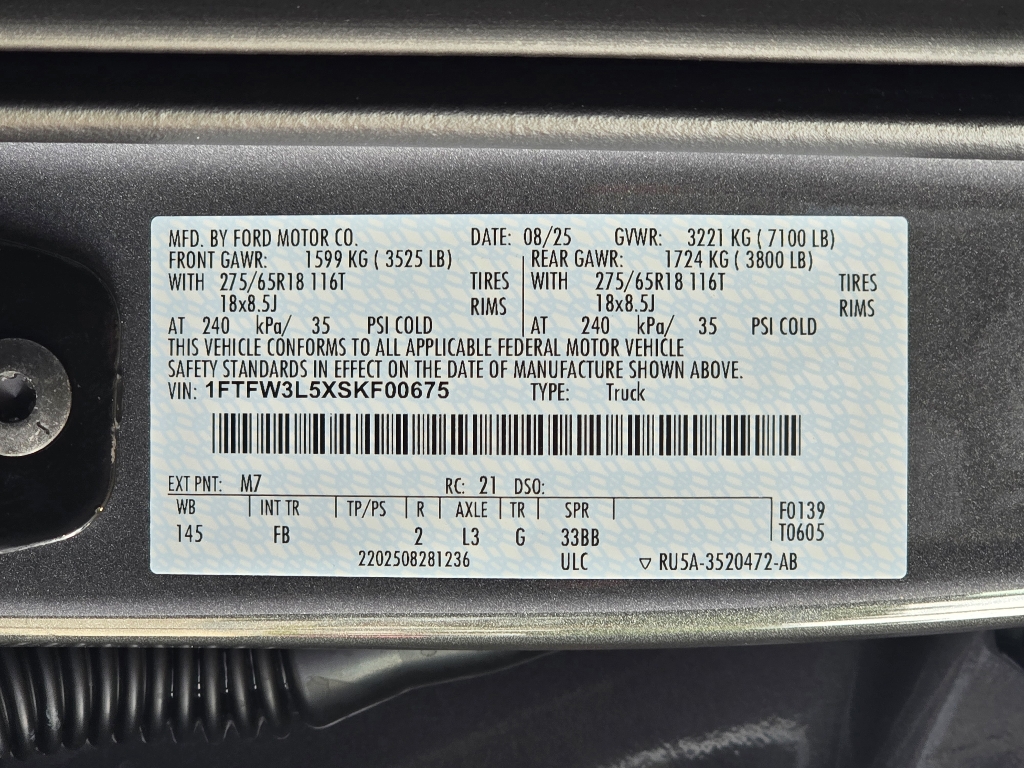 MFD. BY FORD MOTOR CO. DATE: 08/25 GVWR: 3221 KG ( 7100 LB)
FRONT GAWR: 1599 KG ( 3525 LB) REAR GAWR: 1724 KG ( 3800 LB)
WITH 275/65R18 116T TIRES WITH 275/65R18 116T TIRES
18x8.5J RIMS 18x8.5J RIMS
AT 240 kPa/ 35 PSI COLD AT 240 kPa/ 35 PSI COLD
THIS VEHICLE CONFORMS TO ALL APPLICABLE FEDERAL MOTOR VEHICLE
SAFETY STANDARDS IN EFFECT ON THE DATE OF MANUFACTURE SHOWN ABOVE.
VIN: 1FTFW3L5XSKF00675 TYPE: Truck
EXT PNT: M7 RC: 21 DSO:
WB INT TR TP/PS R AXLE TR SPR F0139
145 FB 2 L3 G 33BB T0605
2202508281236 ULC ▽ RU5A-3520472-AB